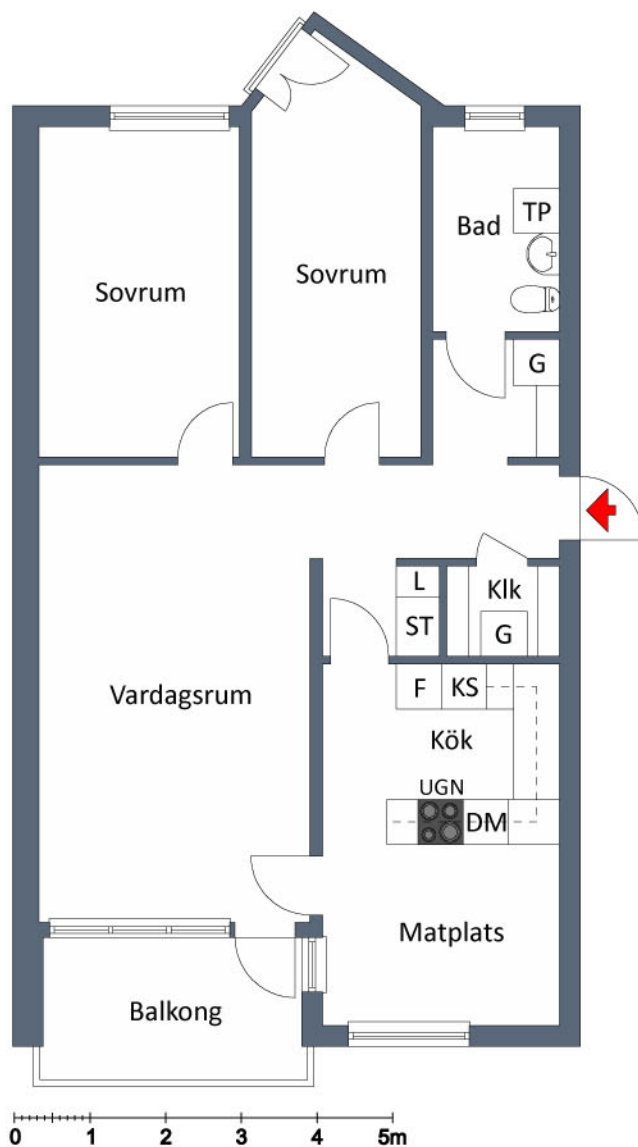 TP
Bad
Sovrum
Sovrum
G
L
Klk
ST
G
Vardagsrum
F
KS
Kök
UGN
DM
Matplats
Balkong
0 1 2 3 4 5m